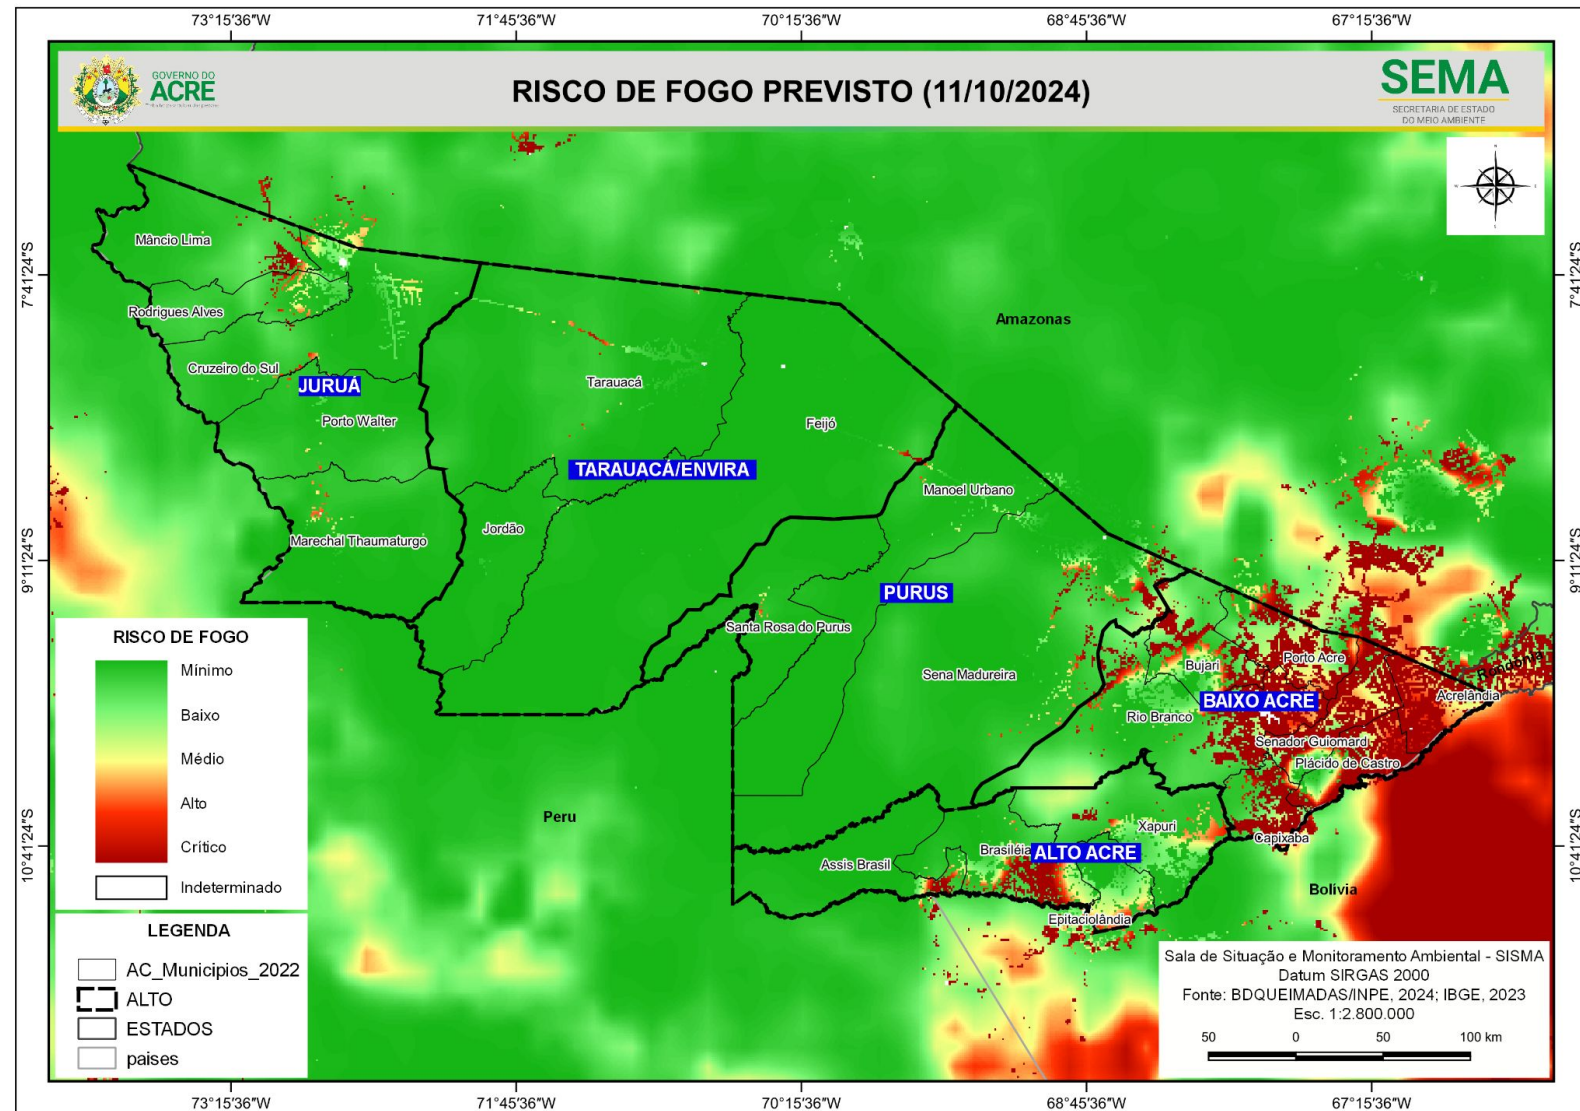 73°15'36"W
71°45'36"W
70°15'36"W
68°45'36"W
67°15'36"W
GOVERNO DO
ACRE
RISCO DE FOGO PREVISTO (11/10/2024)
SEMA
SECRETARIA DE ESTADO
DO MEIO AMBIENTE
7°41'24"S
7°41'24"S
9°11'24"S
9°11'24"S
10°41'24"S
10°41'24"S
Mâncio Lima
Rodrigues Alves
Cruzeiro do Sul
JURUÁ
Porto Walter
Marechal Thaumaturgo
Tarauacá
Amazonas
Feijó
TARAUACÁ/ENVIRA
Jordão
Manoel Urbano
PURUS
Santa Rosa do Purus
Sena Madureira
Bujari
Porto Acre
Rondônia
Acrelândia
BAIXO ACRE
Rio Branco
Senador Guiomard
Plácido de Castro
Xapuri
Capixaba
Brasiléia
ALTO ACRE
Assis Brasil
Epitaciolândia
Peru
Bolívia
RISCO DE FOGO
Mínimo
Baixo
Médio
Alto
Crítico
Indeterminado
LEGENDA
AC_Municipios_2022
ALTO
ESTADOS
paises
Sala de Situação e Monitoramento Ambiental - SISMA
Datum SIRGAS 2000
Fonte: BDQUEIMADAS/INPE, 2024; IBGE, 2023
Esc. 1:2.800.000
50 0 50 100 km
73°15'36"W
71°45'36"W
70°15'36"W
68°45'36"W
67°15'36"W